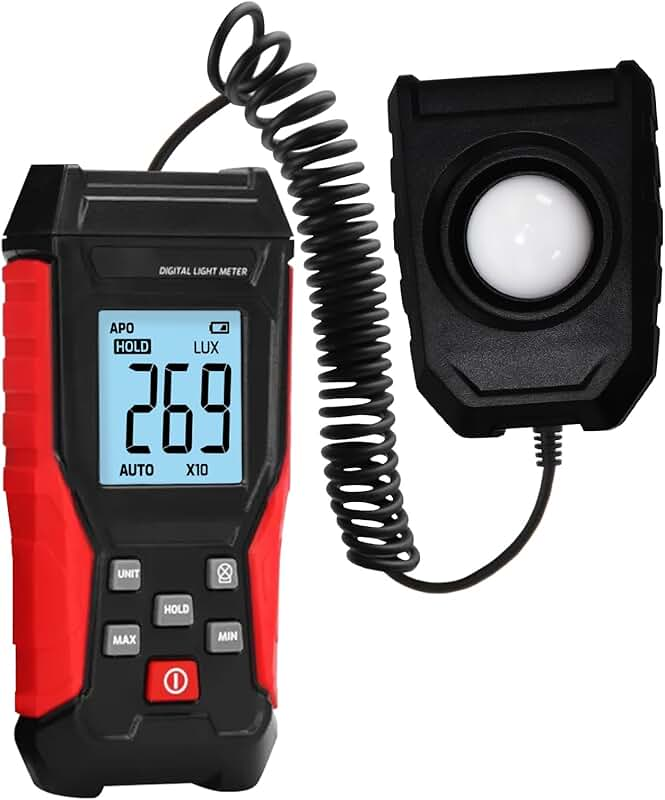 DIGITAL LIGHT METER
APO
HOLD LUX
269
AUTO X10
UNIT
HOLD
MAX MIN